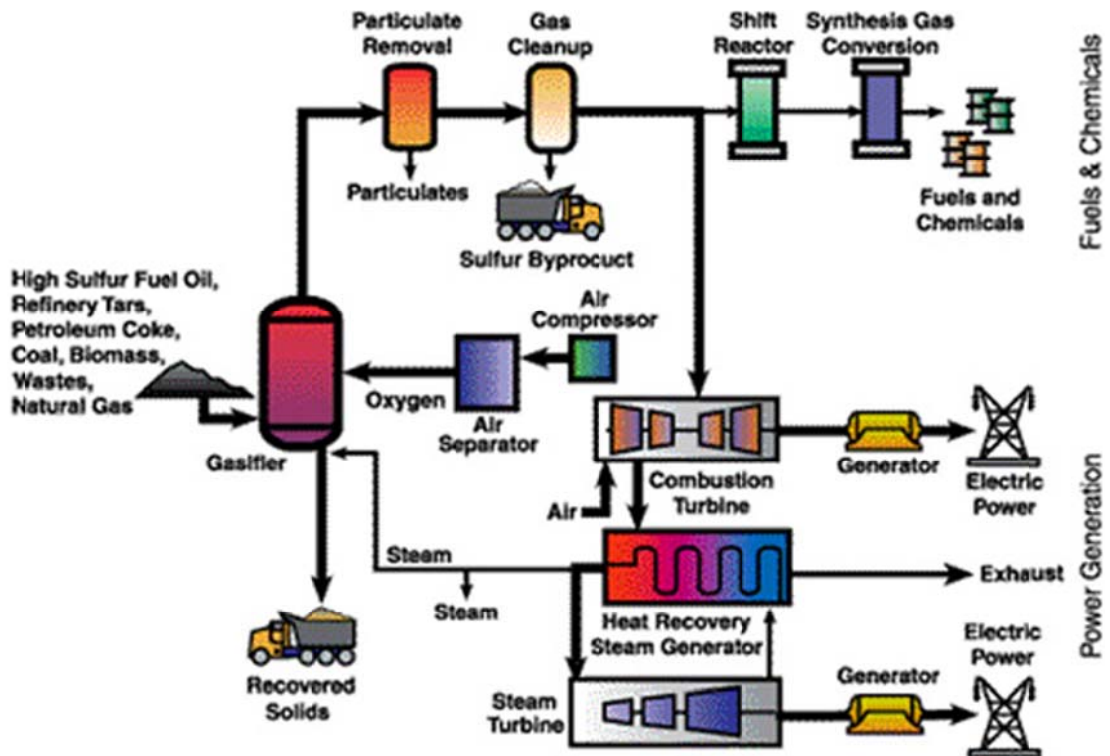 Particulate
Removal
Gas
Cleanup
Shift
Reactor
Synthesis Gas
Conversion
Particulates
Sulfur Byprocuct
Fuels and
Chemicals
Fuels & Chemicals
High Sulfur Fuel Oil,
Refinery Tars,
Petroleum Coke,
Coal, Biomass,
Wastes,
Natural Gas
Gasifier
Oxygen
Air
Separator
Air
Compressor
Combustion
Turbine
Air
Generator
Electric
Power
Steam
Steam
Heat Recovery
Steam Generator
Exhaust
Recovered
Solids
Steam
Turbine
Generator
Electric
Power
Power Generation